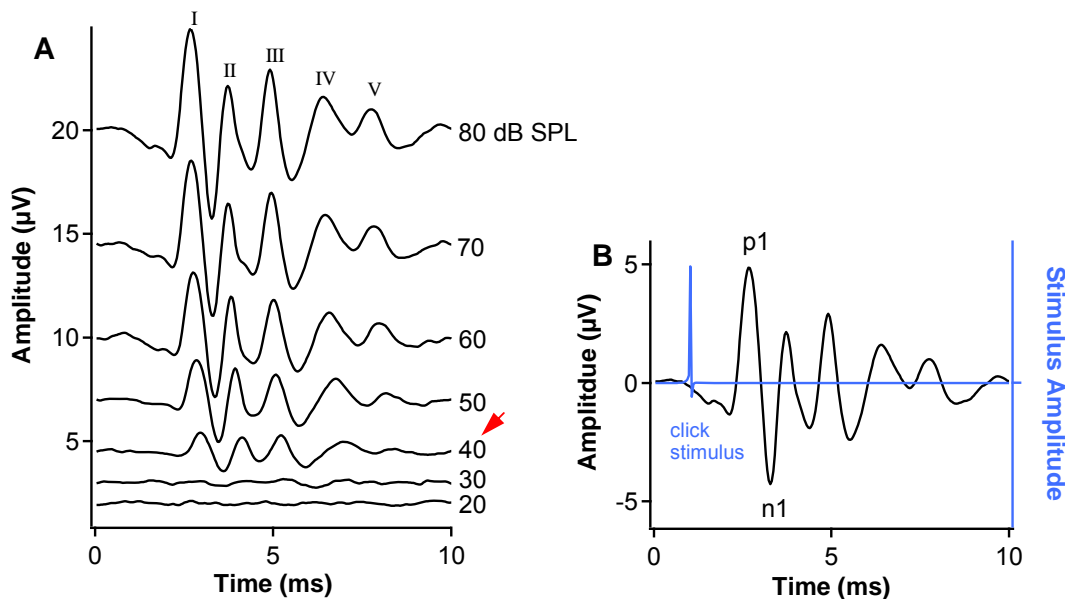 A
I
II
III
IV
V
80 dB SPL
70
60
50
40
30
20
20
15
10
5
Amplitude (µV)
0
5
10
Time (ms)
B
p1
n1
click
stimulus
5
0
-5
Amplitdue (µV)
Stimulus Amplitude
0
5
10
Time (ms)